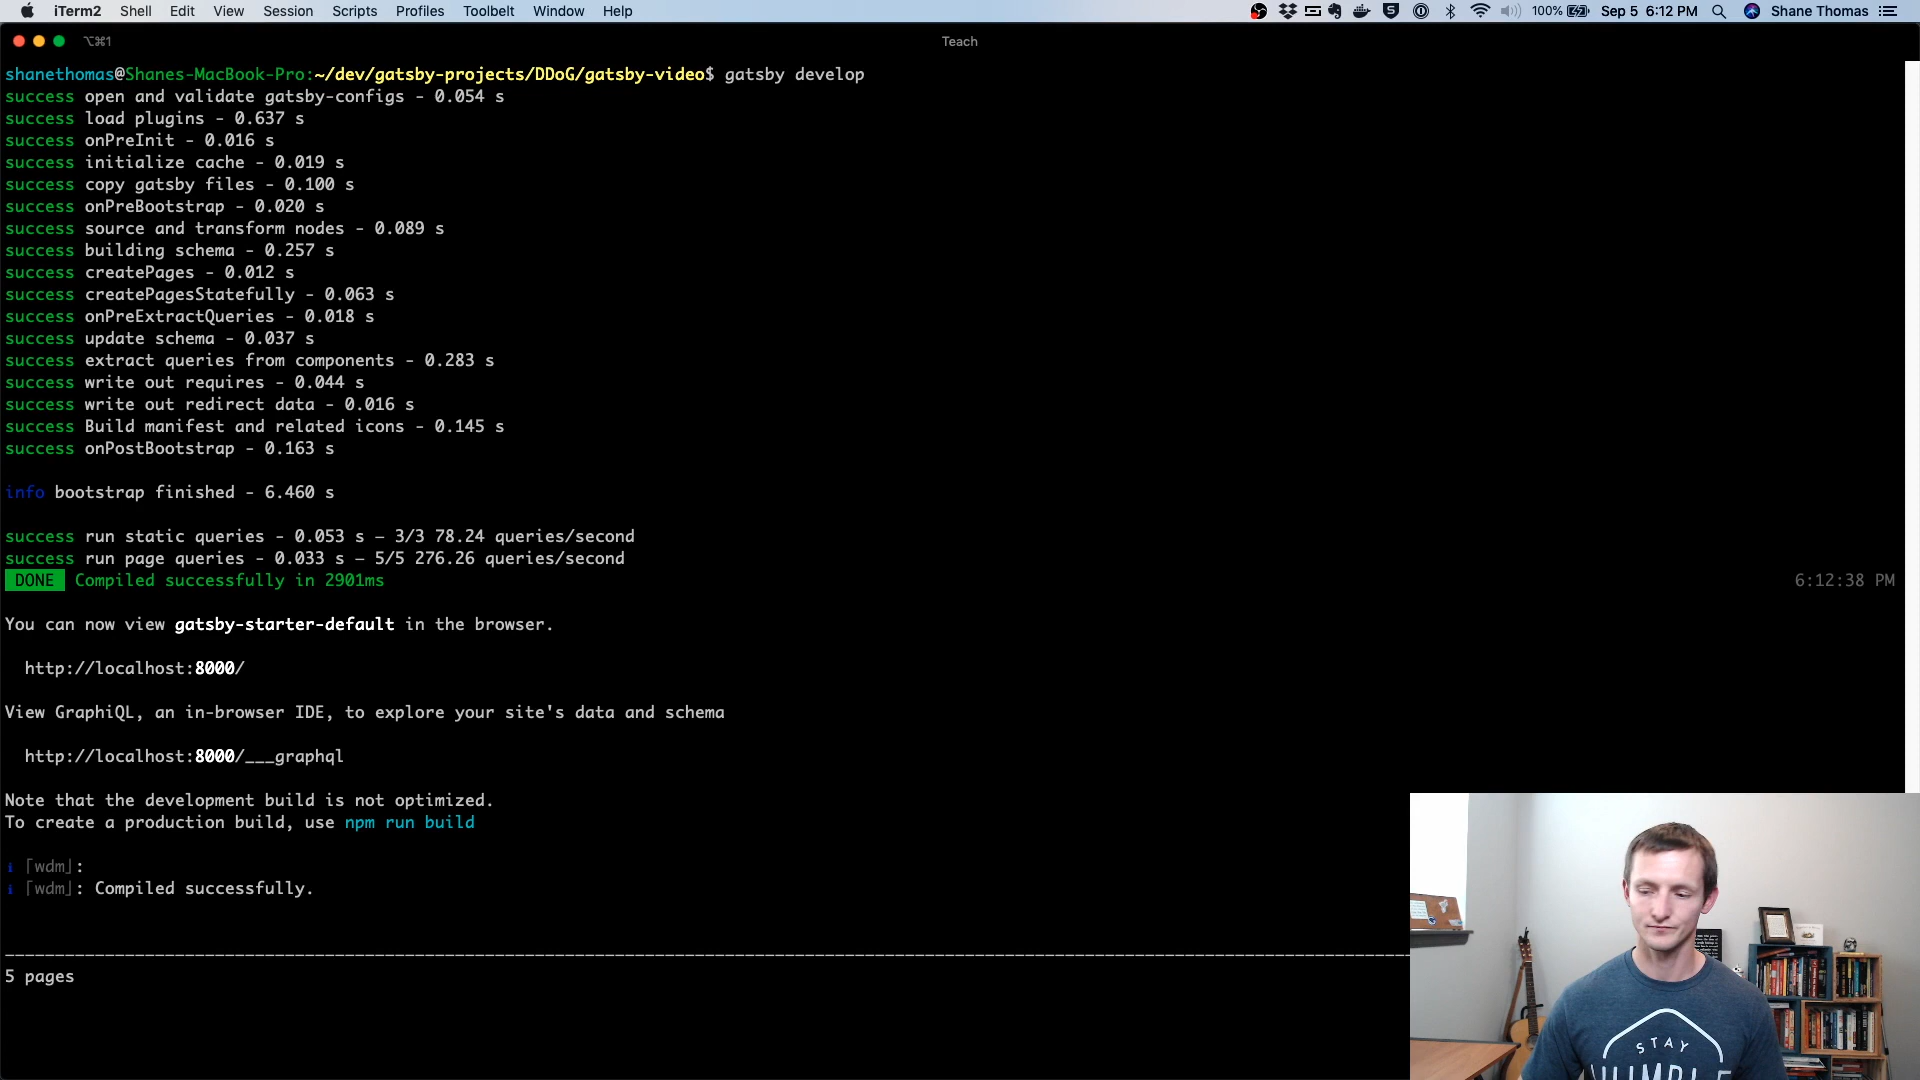 iTerm2 Shell Edit View Session Scripts Profiles Toolbelt Window Help 100% Sep 5 6:12 PM Shane Thomas
⌥⌘1 Teach
shanethomas@Shanes-MacBook-Pro:~/dev/gatsby-projects/DDoG/gatsby-video$ gatsby develop
success open and validate gatsby-configs - 0.054 s
success load plugins - 0.637 s
success onPreInit - 0.016 s
success initialize cache - 0.019 s
success copy gatsby files - 0.100 s
success onPreBootstrap - 0.020 s
success source and transform nodes - 0.089 s
success building schema - 0.257 s
success createPages - 0.012 s
success createPagesStatefully - 0.063 s
success onPreExtractQueries - 0.018 s
success update schema - 0.037 s
success extract queries from components - 0.283 s
success write out requires - 0.044 s
success write out redirect data - 0.016 s
success Build manifest and related icons - 0.145 s
success onPostBootstrap - 0.163 s
info bootstrap finished - 6.460 s
success run static queries - 0.053 s — 3/3 78.24 queries/second
success run page queries - 0.033 s — 5/5 276.26 queries/second
DONE Compiled successfully in 2901ms 6:12:38 PM
You can now view gatsby-starter-default in the browser.
http://localhost:8000/
View GraphiQL, an in-browser IDE, to explore your site's data and schema
http://localhost:8000/___graphql
Note that the development build is not optimized.
To create a production build, use npm run build
ℹ ｢wdm｣:
ℹ ｢wdm｣: Compiled successfully.
5 pages
STAY
HUMBLE